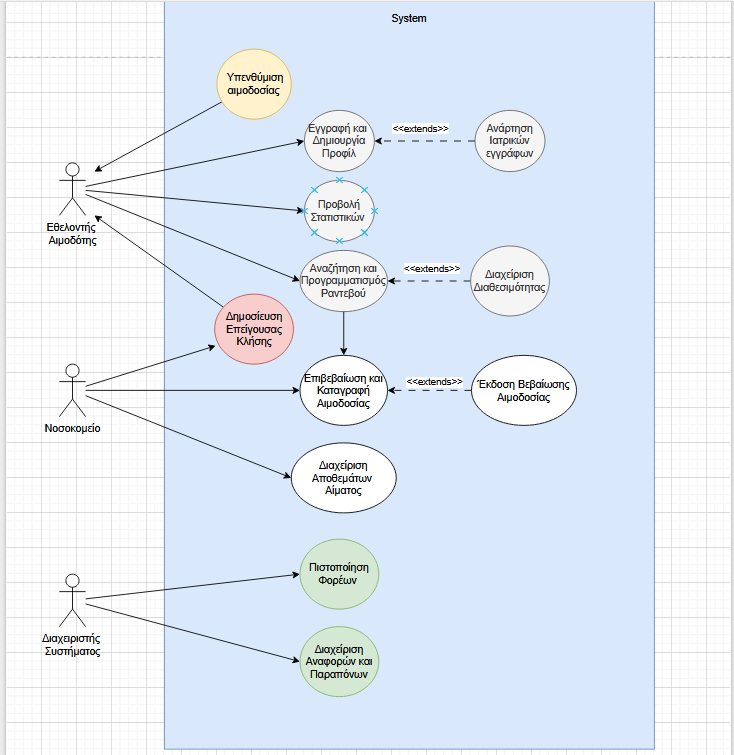 System
Υπενθύμιση
αιμοδοσίας
Εγγραφή και
Δημιουργία
Προφίλ
<<extends>>
Ανάρτηση
Ιατρικών
εγγράφων
Εθελοντής
Αιμοδότης
Προβολή
Στατιστικών
Αναζήτηση και
Προγραμματισμός
Ραντεβού
<<extends>>
Διαχείριση
Διαθεσιμότητας
Δημοσίευση
Επείγουσας
Κλήσης
Νοσοκομείο
Επιβεβαίωση και
Καταγραφή
Αιμοδοσίας
<<extends>>
Έκδοση Βεβαίωσης
Αιμοδοσίας
Διαχείριση
Αποθεμάτων
Αίματος
Πιστοποίηση
Φορέων
Διαχειριστής
Συστήματος
Διαχείριση
Αναφορών και
Παραπόνων